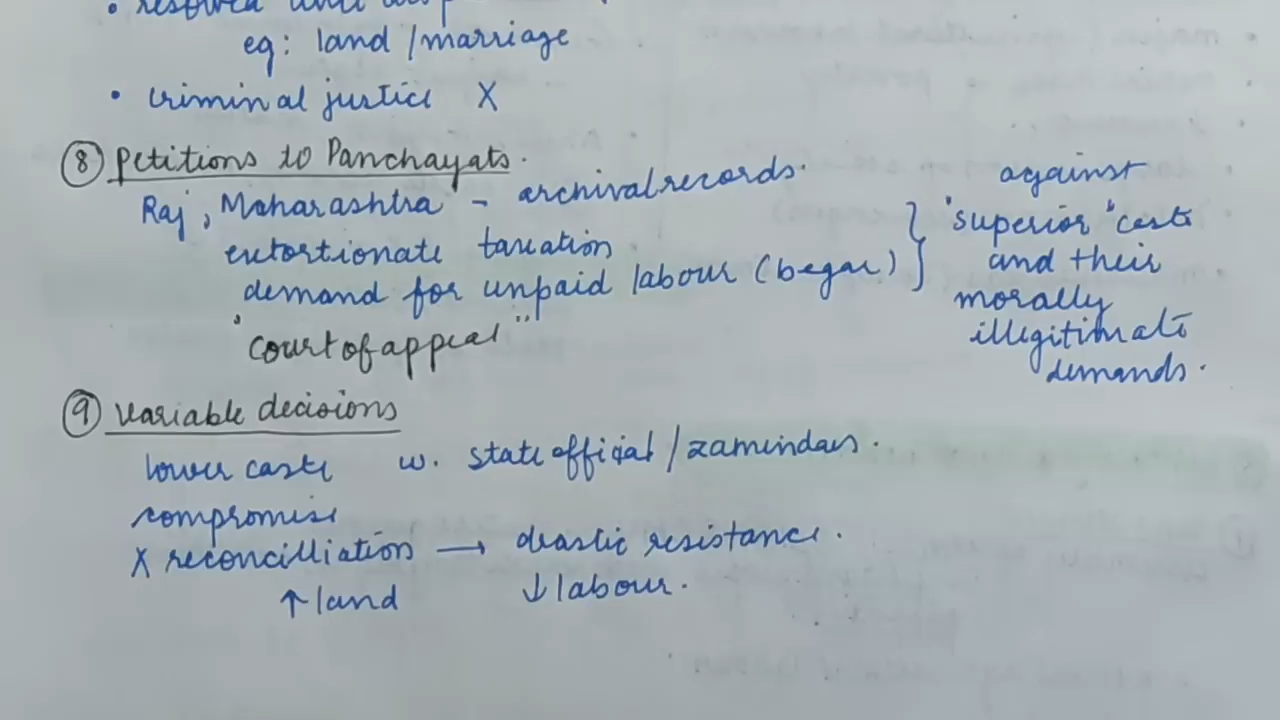 • resolved
eg: land / marriage
• criminal justice X
⑧ Petitions to Panchayats.
Raj, Maharashtra - archival records.
extortionate taxation
demand for unpaid labour (begar)
"court of appeal"
against
"superior" caste
and their
morally
illegitimate
demands.
⑨ variable decisions
lower caste w. state official / zamindars.
compromise
X reconcilliation → drastic resistance.
↑ land ↓ labour.